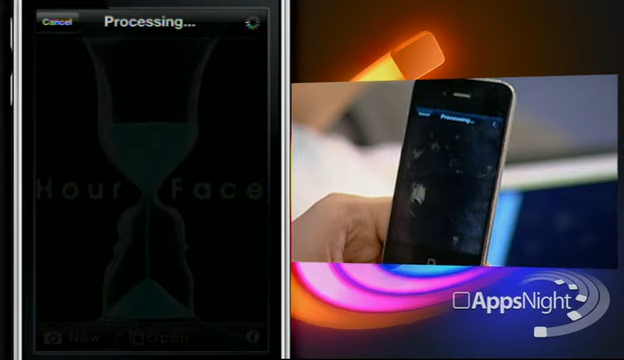 Cancel Processing...
Hour Face
New Open
Processing...
AppsNight